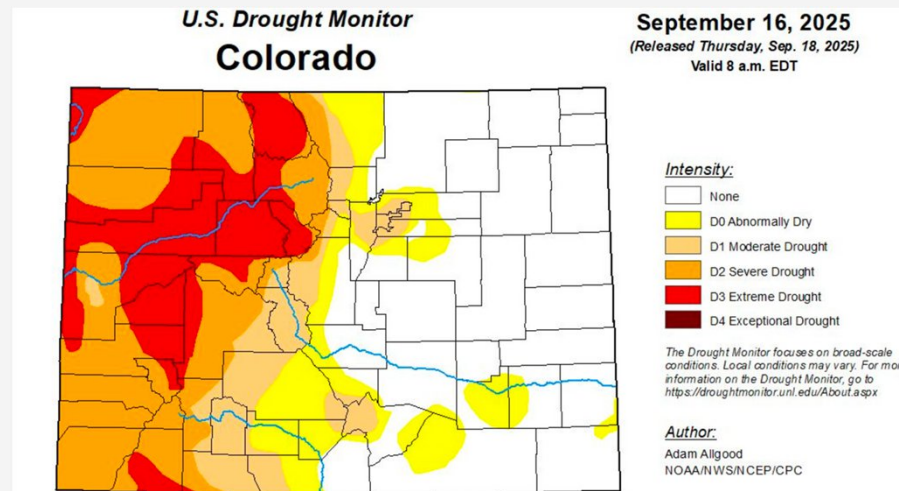 U.S. Drought Monitor
Colorado
September 16, 2025
(Released Thursday, Sep. 18, 2025)
Valid 8 a.m. EDT
Intensity:
None
D0 Abnormally Dry
D1 Moderate Drought
D2 Severe Drought
D3 Extreme Drought
D4 Exceptional Drought
The Drought Monitor focuses on broad-scale
conditions. Local conditions may vary. For mor
information on the Drought Monitor, go to
https://droughtmonitor.unl.edu/About.aspx
Author:
Adam Allgood
NOAA/NWS/NCEP/CPC